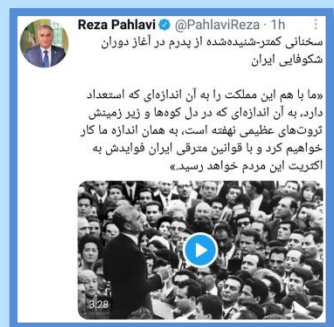 Reza Pahlavi @PahlaviReza · 1h
سخنانی کمتر-شنیده‌شده از پدرم در آغاز دوران
شکوفایی ایران
«ما با هم این مملکت را به آن اندازه‌ای که استعداد
دارد، به آن اندازه‌ای که در دل کوه‌ها و زیر زمینش
ثروت‌های عظیمی نهفته است، به همان اندازه ما کار
خواهیم کرد و با قوانین مترقی ایران فوایدش به
اکثریت این مردم خواهد رسید.»
3:28